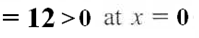 = 12 > 0 at x = 0